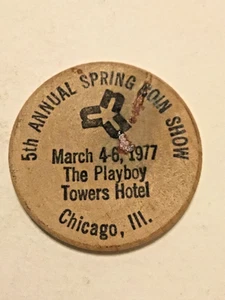 5th ANNUAL SPRING COIN SHOW
March 4-6, 1977
The Playboy
Towers Hotel
Chicago, Ill.